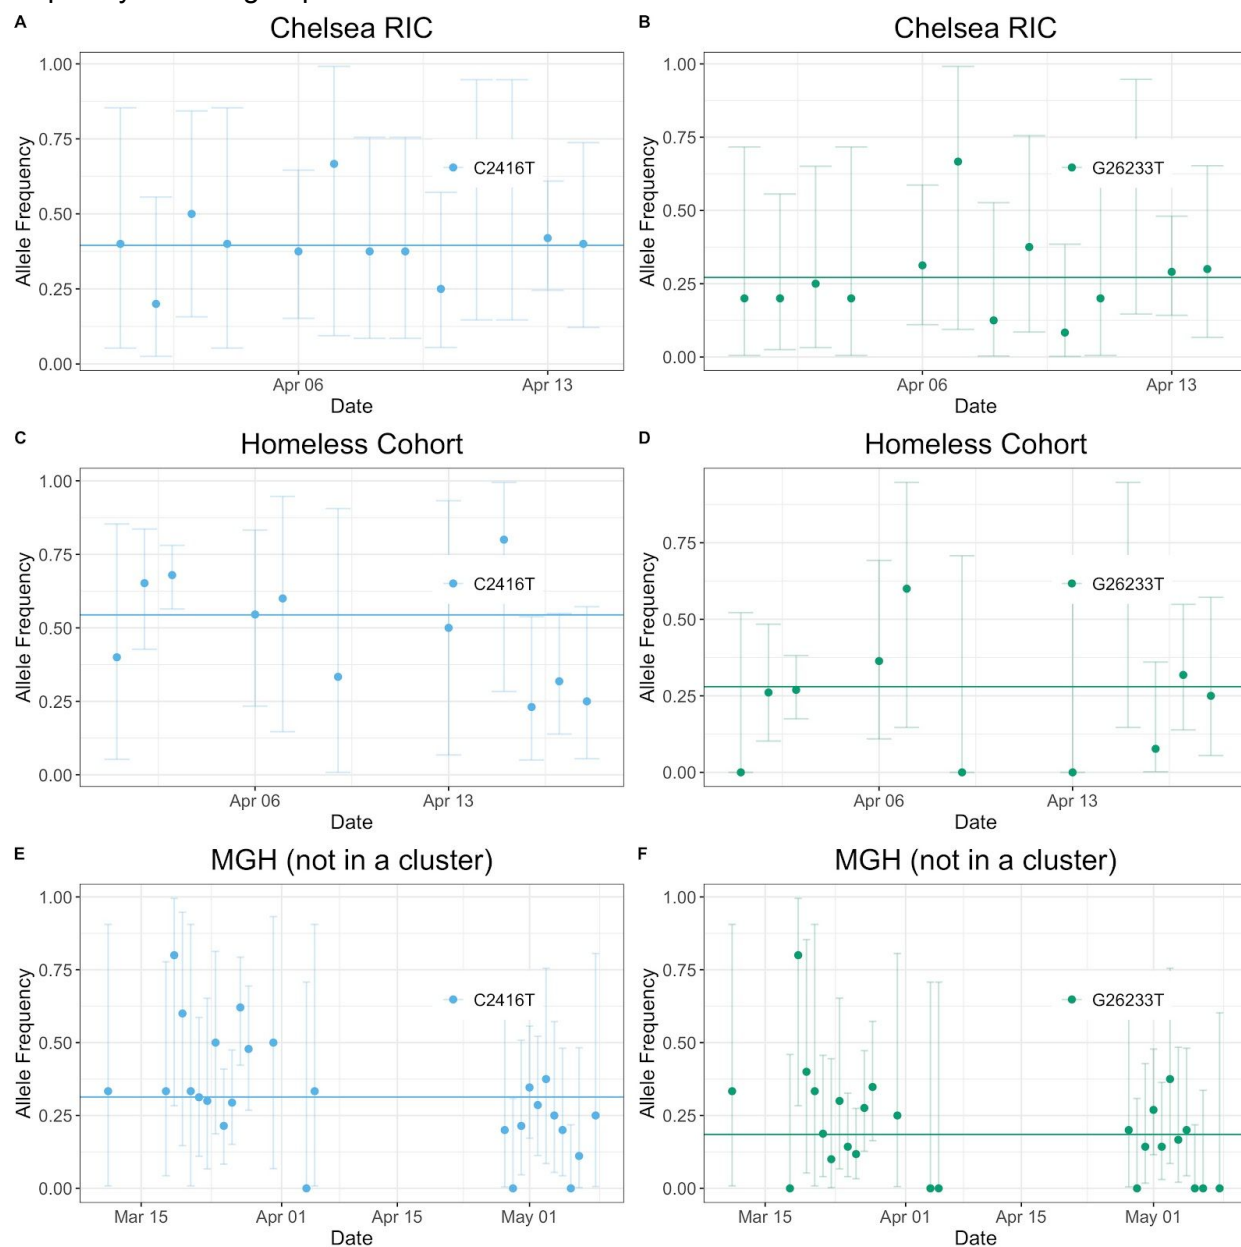 A
Chelsea RIC
1.00
0.75
0.50
0.25
0.00
Allele Frequency
C2416T
Apr 06
Apr 13
Date
B
Chelsea RIC
1.00
0.75
0.50
0.25
0.00
Allele Frequency
G26233T
Apr 06
Apr 13
Date
C
Homeless Cohort
1.00
0.75
0.50
0.25
0.00
Allele Frequency
C2416T
Apr 06
Apr 13
Date
D
Homeless Cohort
0.75
0.50
0.25
0.00
Allele Frequency
G26233T
Apr 06
Apr 13
Date
E
MGH (not in a cluster)
1.00
0.75
0.50
0.25
0.00
Allele Frequency
C2416T
Mar 15
Apr 01
Apr 15
May 01
Date
F
MGH (not in a cluster)
1.00
0.75
0.50
0.25
0.00
Allele Frequency
G26233T
Mar 15
Apr 01
Apr 15
May 01
Date